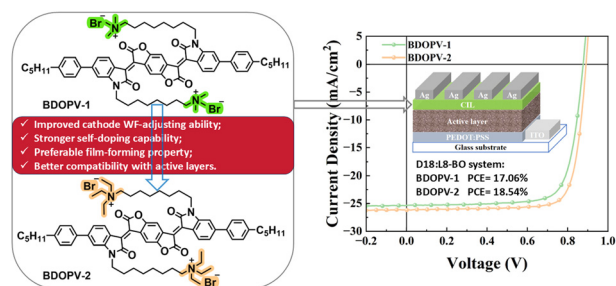 Br−
N
+
O
O
N
O
C5H11
C5H11
O
N
O
O
BDOPV-1
N
+
Br−
✓ Improved cathode WF-adjusting ability;
✓ Stronger self-doping capability;
✓ Preferable film-forming property;
✓ Better compatibility with active layers.
Br−
N
+
O
O
N
O
C5H11
C5H11
O
N
O
O
BDOPV-2
N
+
Br−
Current Density (mA/cm²)
5
0
-5
-10
-15
-20
-25
-30
BDOPV-1
BDOPV-2
Ag
Ag
Ag
Ag
CIL
Active layer
PEDOT:PSS
ITO
Glass substrate
D18:L8-BO system:
BDOPV-1 PCE= 17.06%
BDOPV-2 PCE= 18.54%
-0.2
0.0
0.2
0.4
0.6
0.8
1.0
Voltage (V)